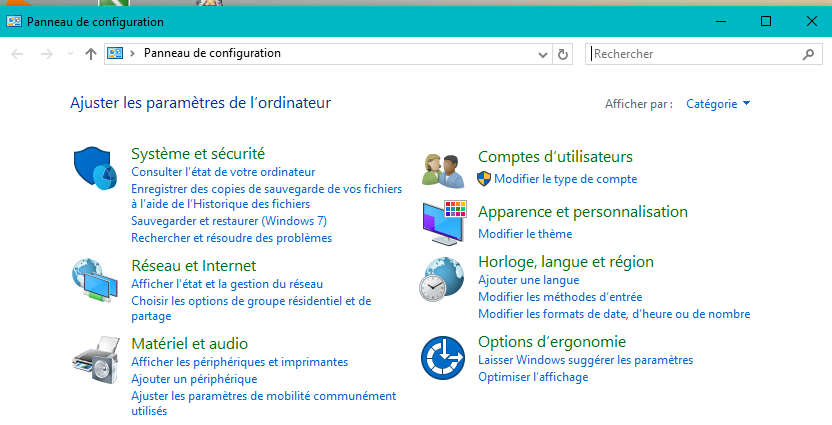 Panneau de configuration
Panneau de configuration
Rechercher
Ajuster les paramètres de l'ordinateur
Afficher par :
Catégorie
Système et sécurité
Consulter l'état de votre ordinateur
Enregistrer des copies de sauvegarde de vos fichiers
à l'aide de l'Historique des fichiers
Sauvegarder et restaurer (Windows 7)
Rechercher et résoudre des problèmes
Réseau et Internet
Afficher l'état et la gestion du réseau
Choisir les options de groupe résidentiel et de
partage
Matériel et audio
Afficher les périphériques et imprimantes
Ajouter un périphérique
Ajuster les paramètres de mobilité communément
utilisés
Comptes d'utilisateurs
Modifier le type de compte
Apparence et personnalisation
Modifier le thème
Horloge, langue et région
Ajouter une langue
Modifier les méthodes d'entrée
Modifier les formats de date, d'heure ou de nombre
Options d'ergonomie
Laisser Windows suggérer les paramètres
Optimiser l'affichage